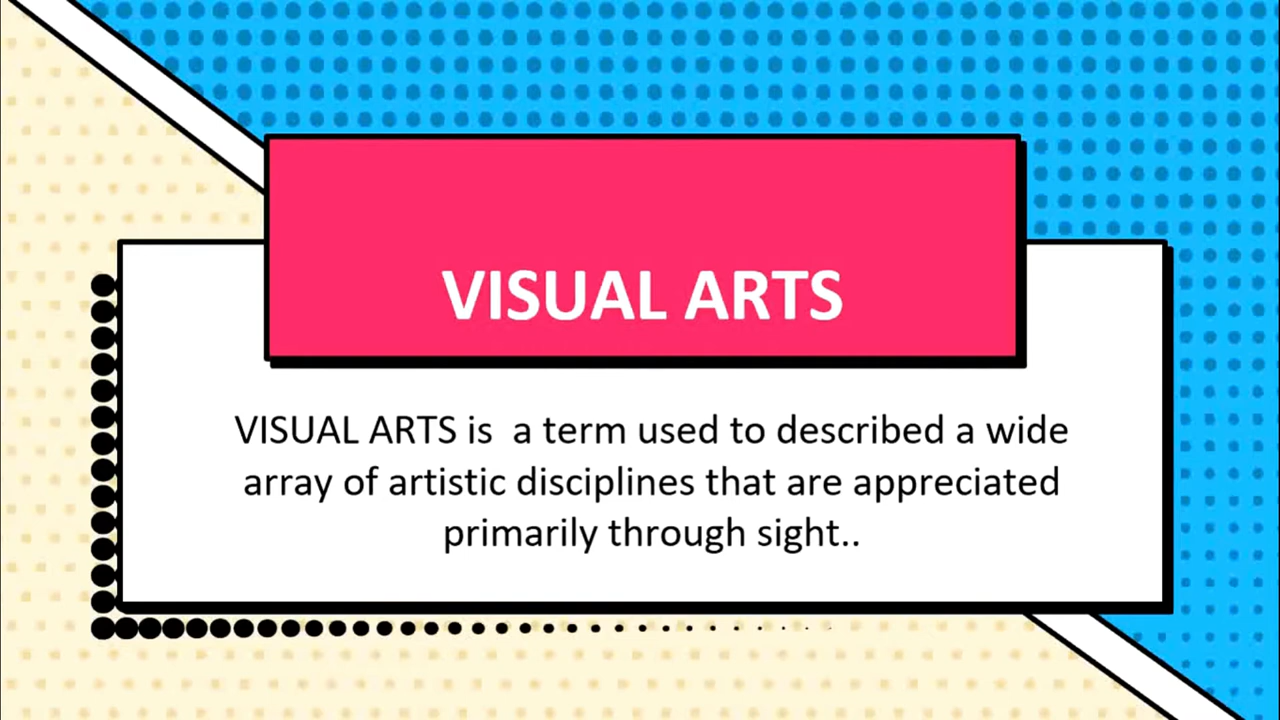 VISUAL ARTS
VISUAL ARTS is  a term used to described a wide
array of artistic disciplines that are appreciated
primarily through sight..